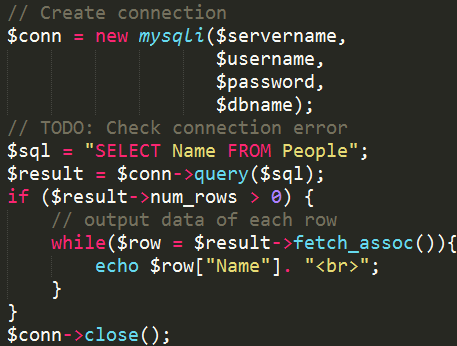 // Create connection
$conn = new mysqli($servername,
                   $username,
                   $password,
                   $dbname);
// TODO: Check connection error
$sql = "SELECT Name FROM People";
$result = $conn->query($sql);
if ($result->num_rows > 0) {
    // output data of each row
    while($row = $result->fetch_assoc()){
        echo $row["Name"]. "<br>";
    }
}
$conn->close();